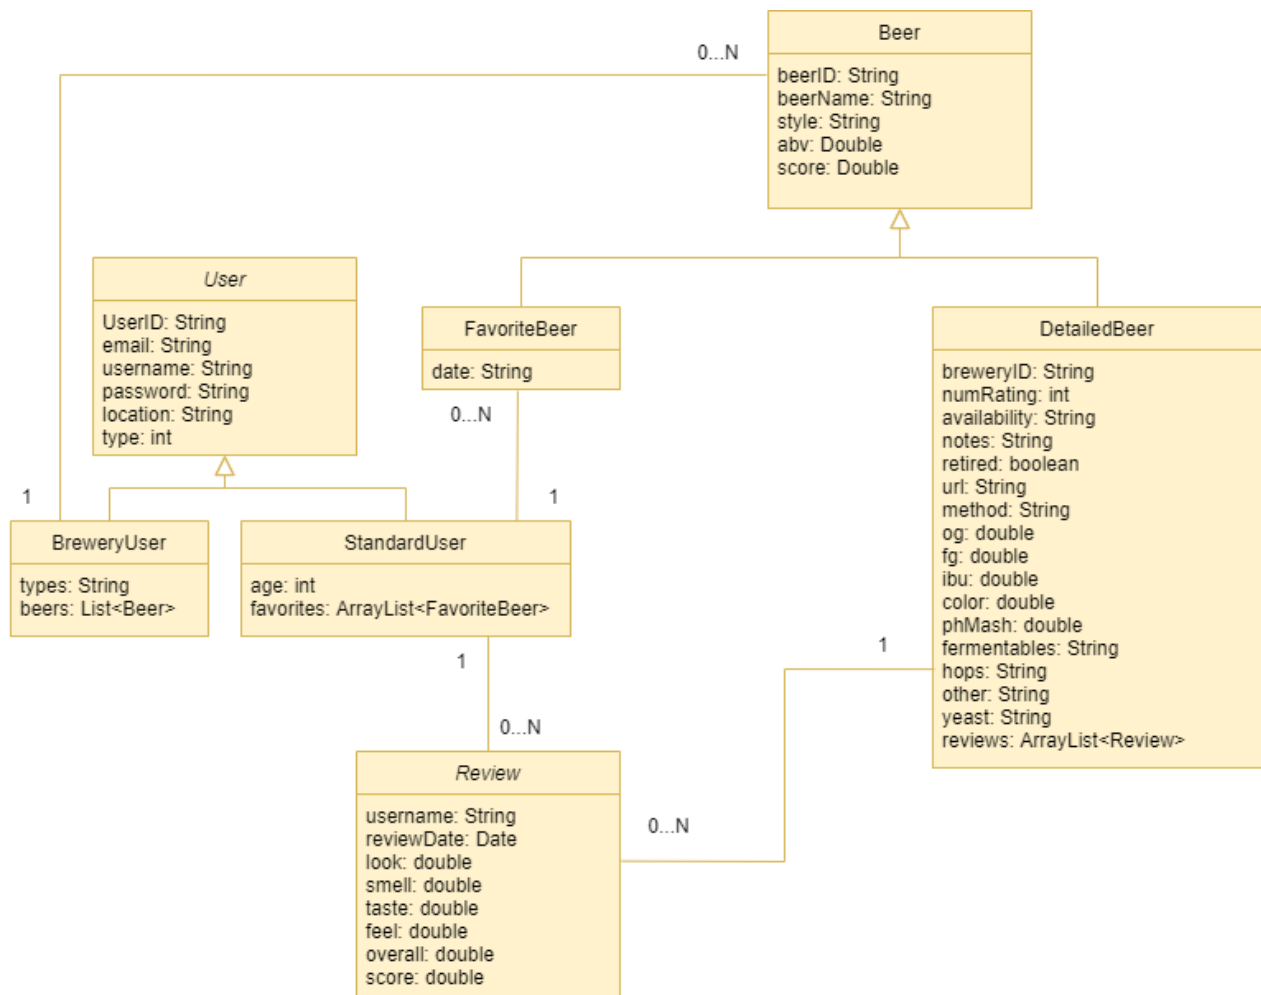 Beer
0...N
beerID: String
beerName: String
style: String
abv: Double
score: Double
User
UserID: String
email: String
username: String
password: String
location: String
type: int
FavoriteBeer
date: String
0...N
DetailedBeer
breweryID: String
numRating: int
availability: String
notes: String
retired: boolean
url: String
method: String
og: double
fg: double
ibu: double
color: double
phMash: double
fermentables: String
hops: String
other: String
yeast: String
reviews: ArrayList<Review>
1
1
BreweryUser
types: String
beers: List<Beer>
StandardUser
age: int
favorites: ArrayList<FavoriteBeer>
1
1
0...N
Review
username: String
reviewDate: Date
look: double
smell: double
taste: double
feel: double
overall: double
score: double
0...N